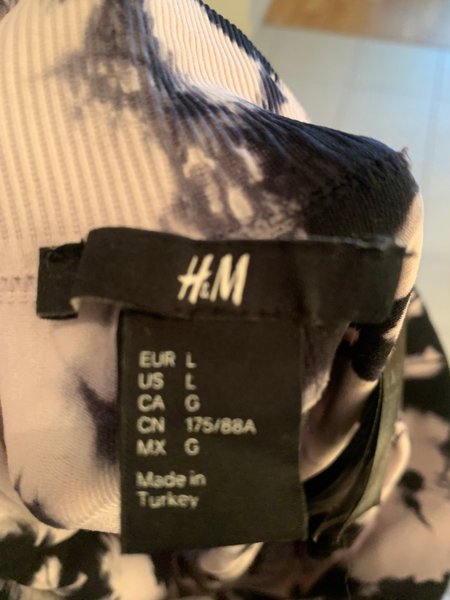 H&M
EUR L
US L
CA G
CN 175/88A
MX G
Made in
Turkey